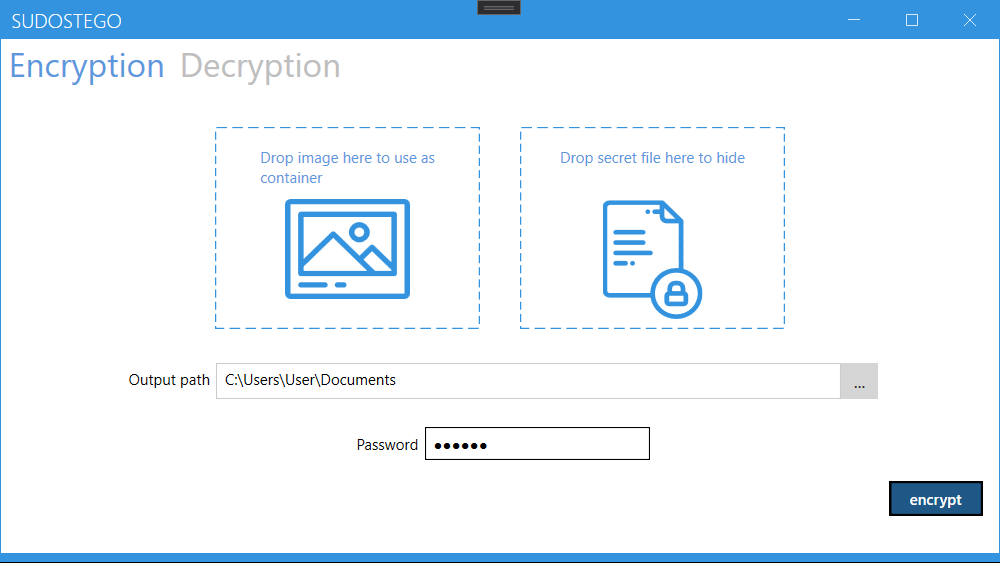 SUDOSTEGO
Encryption Decryption
Drop image here to use as
container
Drop secret file here to hide
Output path C:\Users\User\Documents ...
Password ●●●●●●
encrypt